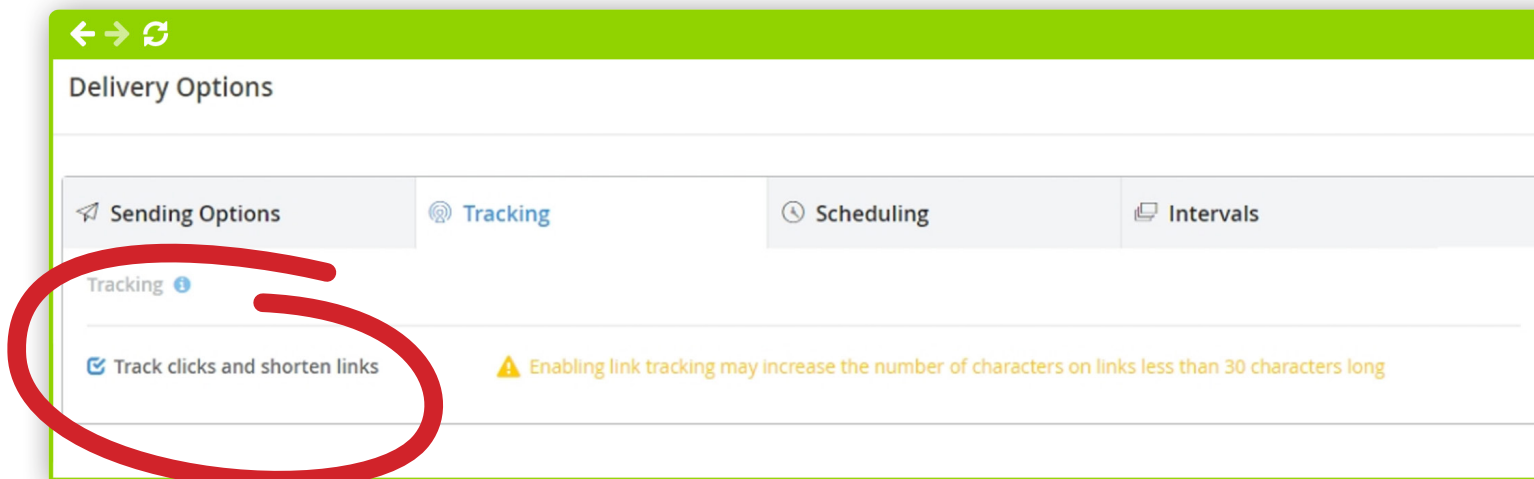 Delivery Options
Sending Options Tracking Scheduling Intervals
Tracking
Track clicks and shorten links Enabling link tracking may increase the number of characters on links less than 30 characters long